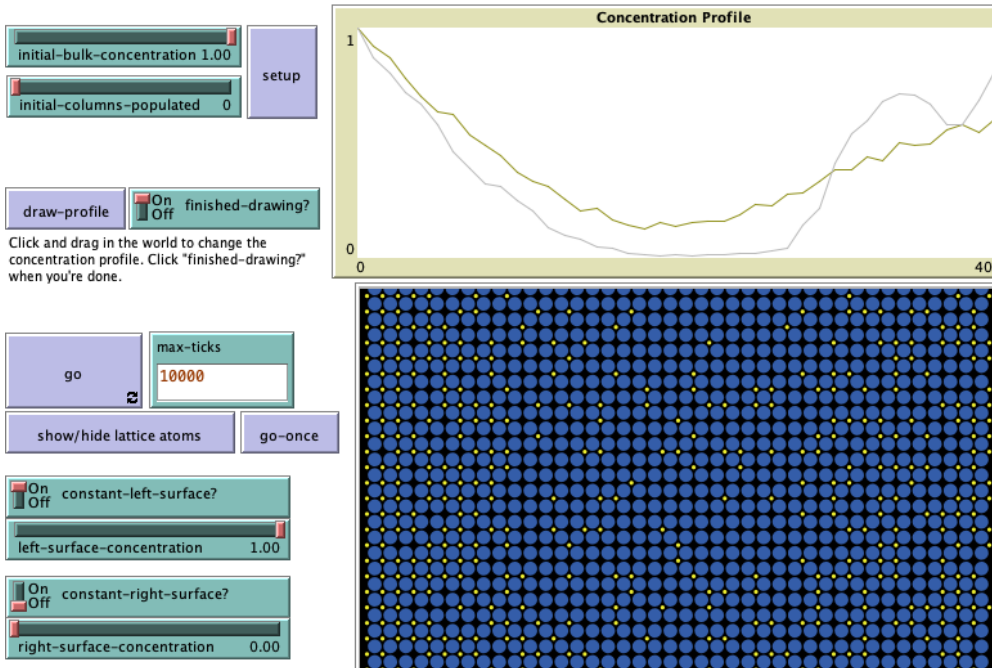 initial-bulk-concentration 1.00
initial-columns-populated 0
setup
draw-profile
On
Off
finished-drawing?
Click and drag in the world to change the
concentration profile. Click "finished-drawing?"
when you're done.
go
max-ticks
10000
show/hide lattice atoms
go-once
On
Off
constant-left-surface?
left-surface-concentration 1.00
On
Off
constant-right-surface?
right-surface-concentration 0.00
Concentration Profile
1
0
0
40